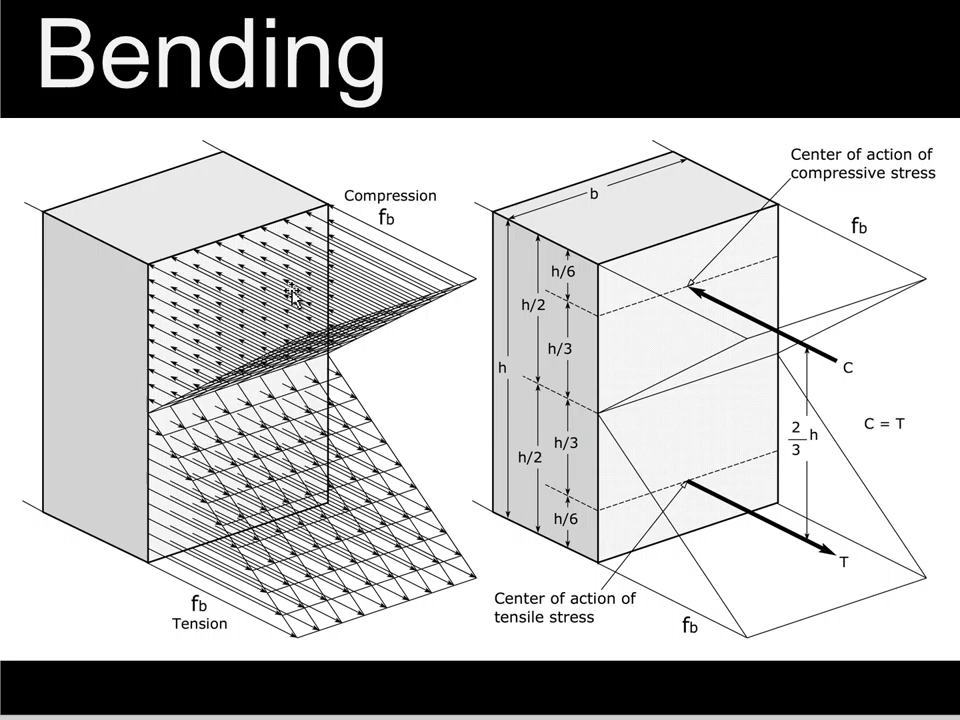 Bending
Compression
fb
fb
Tension
Center of action of
compressive stress
b
fb
h/6
h/2
h/3
h
C
2
3
h
C = T
h/3
h/2
h/6
T
Center of action of
tensile stress
fb